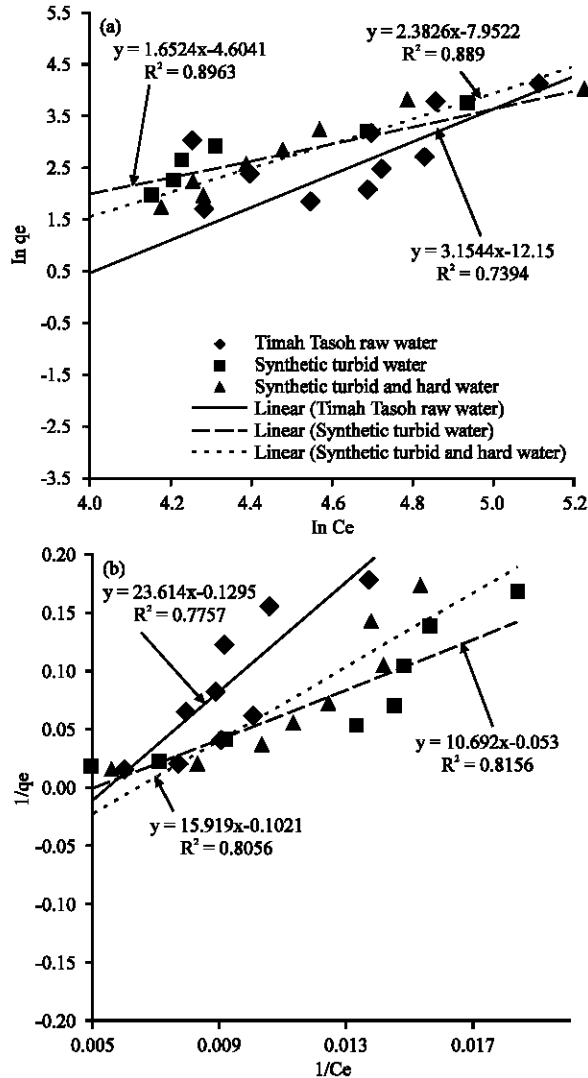 (a)
y = 1.6524x-4.6041
R² = 0.8963
2.3826x-7.9522
R² = 0.889
5.5
4.5
3.5
2.5
1.5
0.5
-0.5
-1.5
-2.5
-3.5
In qe
y = 3.1544x-12.15
R² = 0.7394
Timah Tasoh raw water
Synthetic turbid water
Synthetic turbid and hard water
Linear (Timah Tasoh raw water)
Linear (Synthetic turbid water)
Linear (Synthetic turbid and hard water)
4.0 4.2 4.4 4.6 4.8 5.0 5.2
In Ce
(b)
y = 23.614x-0.1295
R² = 0.7757
0.20
0.15
0.10
0.05
0.00
-0.05
-0.10
-0.15
-0.20
1/qe
10.692x-0.053
R² = 0.8156
y = 15.919x-0.1021
R² = 0.8056
0.005 0.009 0.013 0.017
1/Ce